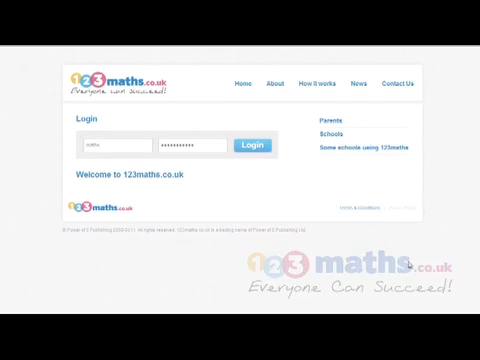 123maths.co.uk
Everyone can Succeed!
Home About How it works News Contact Us
Login
Login
Parents
Schools
Some schools using 123maths
Welcome to 123maths.co.uk
123maths.co.uk
Terms & Conditions
© Power of 2 Publishing 2009-2011. All rights reserved. 123maths.co.uk is a trading name of Power of 2 Publishing Ltd.
123maths.co.uk
Everyone Can Succeed!